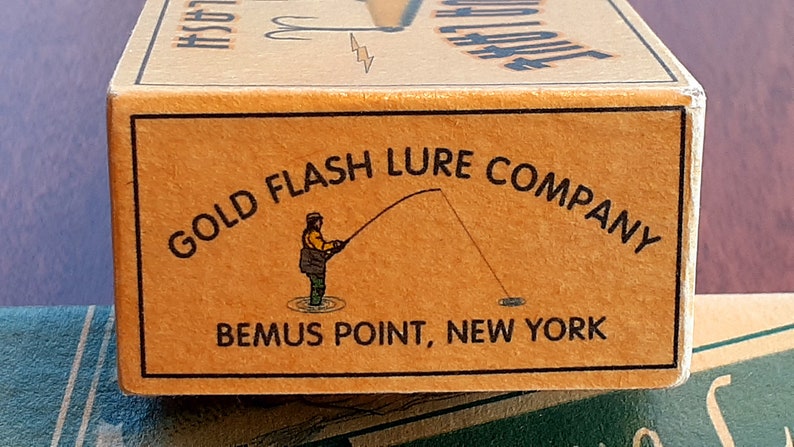 GOLD FLASH LURE COMPANY
BEMUS POINT, NEW YORK